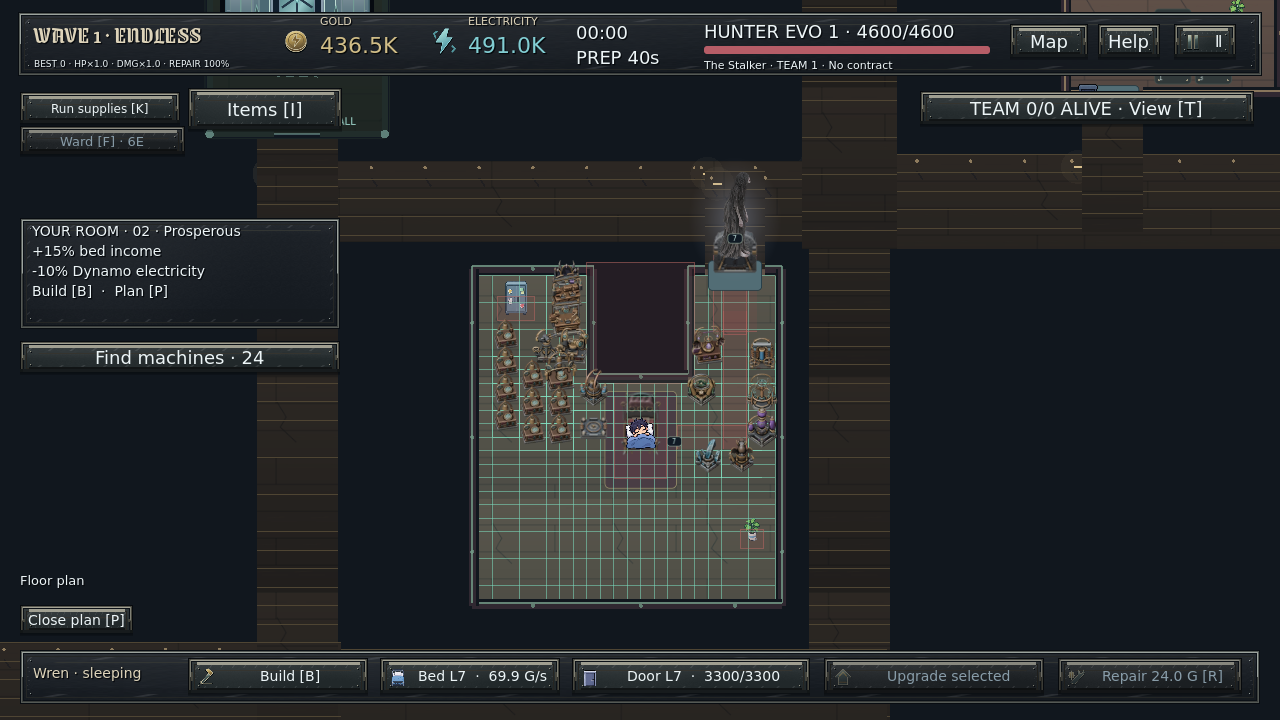 WAVE 1 · ENDLESS
BEST 0 · HP×1.0 · DMG×1.0 · REPAIR 100%
GOLD
436.5K
ELECTRICITY
491.0K
00:00
PREP 40s
HUNTER EVO 1 · 4600/4600
The Stalker · TEAM 1 · No contract
Map
Help
Run supplies [K]
Items [I]
Ward [F] · 6E
ALL
TEAM 0/0 ALIVE · View [T]
YOUR ROOM · 02 · Prosperous
+15% bed income
-10% Dynamo electricity
Build [B] · Plan [P]
Find machines · 24
7
7
Floor plan
Close plan [P]
Wren · sleeping
Build [B]
Bed L7 · 69.9 G/s
Door L7 · 3300/3300
Upgrade selected
Repair 24.0 G [R]